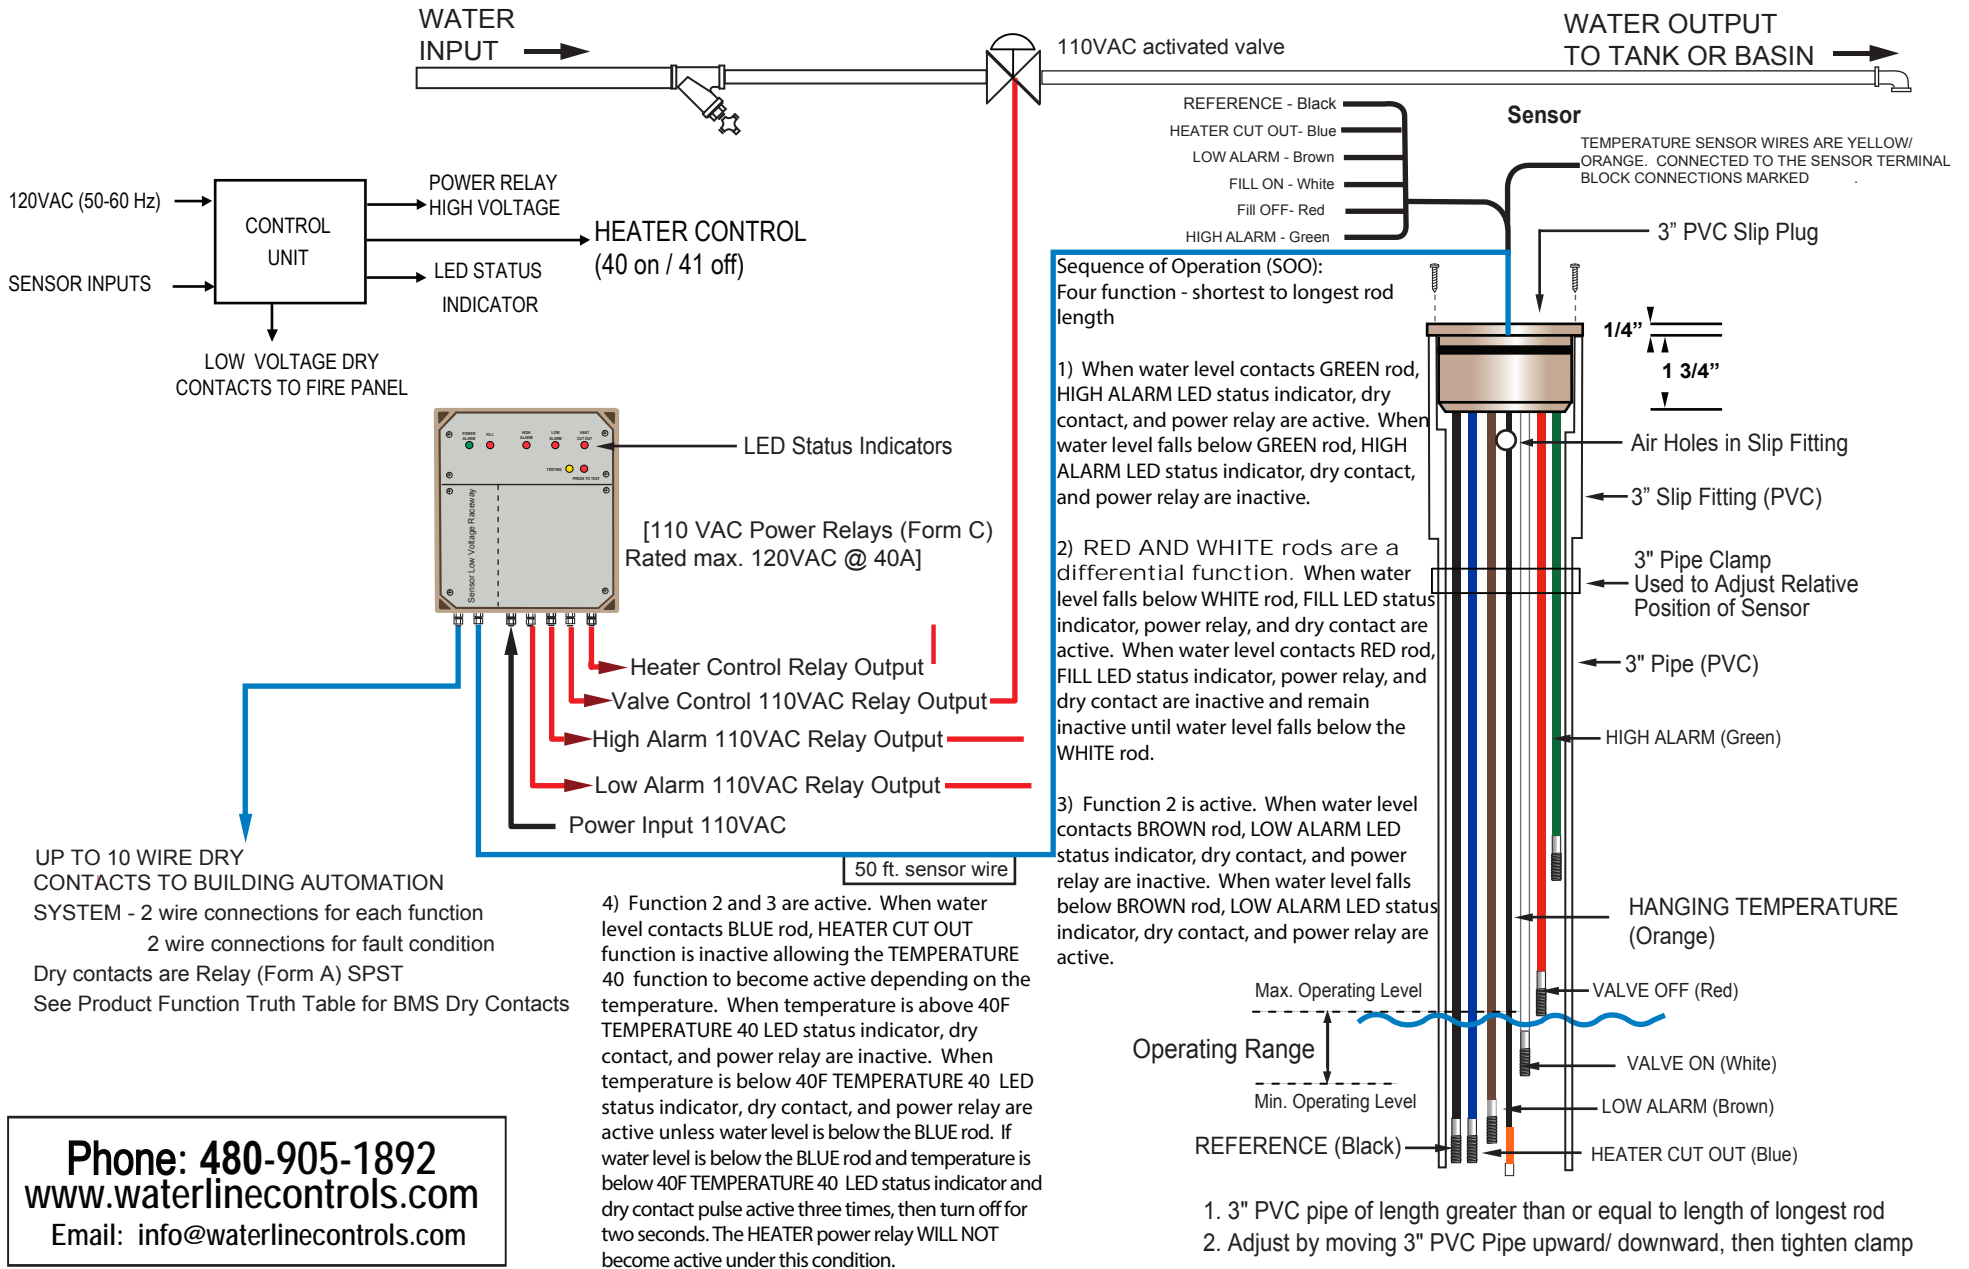 WATER
INPUT
110VAC activated valve
WATER OUTPUT
TO TANK OR BASIN
REFERENCE - Black
HEATER CUT OUT- Blue
LOW ALARM - Brown
FILL ON - White
Fill OFF- Red
HIGH ALARM - Green
Sensor
TEMPERATURE SENSOR WIRES ARE YELLOW/
ORANGE. CONNECTED TO THE SENSOR TERMINAL
BLOCK CONNECTIONS MARKED .
120VAC (50-60 Hz)
SENSOR INPUTS
CONTROL
UNIT
POWER RELAY
HIGH VOLTAGE
HEATER CONTROL
(40 on / 41 off)
LED STATUS
INDICATOR
LOW VOLTAGE DRY
CONTACTS TO FIRE PANEL
POWER
ALARM
FILL
HIGH
ALARM
LOW
ALARM
HEAT
CUT OUT
TESTING
PRESS TO TEST
Sensor Low Voltage Raceway
LED Status Indicators
[110 VAC Power Relays (Form C)
Rated max. 120VAC @ 40A]
Heater Control Relay Output
Valve Control 110VAC Relay Output
High Alarm 110VAC Relay Output
Low Alarm 110VAC Relay Output
Power Input 110VAC
50 ft. sensor wire
UP TO 10 WIRE DRY
CONTACTS TO BUILDING AUTOMATION
SYSTEM - 2 wire connections for each function
2 wire connections for fault condition
Dry contacts are Relay (Form A) SPST
See Product Function Truth Table for BMS Dry Contacts
Phone: 480-905-1892
www.waterlinecontrols.com
Email: info@waterlinecontrols.com
Sequence of Operation (SOO):
Four function - shortest to longest rod
length
1) When water level contacts GREEN rod,
HIGH ALARM LED status indicator, dry
contact, and power relay are active. When
water level falls below GREEN rod, HIGH
ALARM LED status indicator, dry contact,
and power relay are inactive.
2) RED AND WHITE rods are a
differential function. When water
level falls below WHITE rod, FILL LED status
indicator, power relay, and dry contact are
active. When water level contacts RED rod,
FILL LED status indicator, power relay, and
dry contact are inactive and remain
inactive until water level falls below the
WHITE rod.
3) Function 2 is active. When water level
contacts BROWN rod, LOW ALARM LED
status indicator, dry contact, and power
relay are inactive. When water level falls
below BROWN rod, LOW ALARM LED status
indicator, dry contact, and power relay are
active.
4) Function 2 and 3 are active. When water
level contacts BLUE rod, HEATER CUT OUT
function is inactive allowing the TEMPERATURE
40 function to become active depending on the
temperature. When temperature is above 40F
TEMPERATURE 40 LED status indicator, dry
contact, and power relay are inactive. When
temperature is below 40F TEMPERATURE 40 LED
status indicator, dry contact, and power relay are
active unless water level is below the BLUE rod. If
water level is below the BLUE rod and temperature is
below 40F TEMPERATURE 40 LED status indicator and
dry contact pulse active three times, then turn off for
two seconds. The HEATER power relay WILL NOT
become active under this condition.
3” PVC Slip Plug
1/4”
1 3/4”
Air Holes in Slip Fitting
3” Slip Fitting (PVC)
3" Pipe Clamp
Used to Adjust Relative
Position of Sensor
3" Pipe (PVC)
HIGH ALARM (Green)
HANGING TEMPERATURE
(Orange)
VALVE OFF (Red)
VALVE ON (White)
LOW ALARM (Brown)
HEATER CUT OUT (Blue)
Max. Operating Level
Operating Range
Min. Operating Level
REFERENCE (Black)
1. 3" PVC pipe of length greater than or equal to length of longest rod
2. Adjust by moving 3" PVC Pipe upward/ downward, then tighten clamp